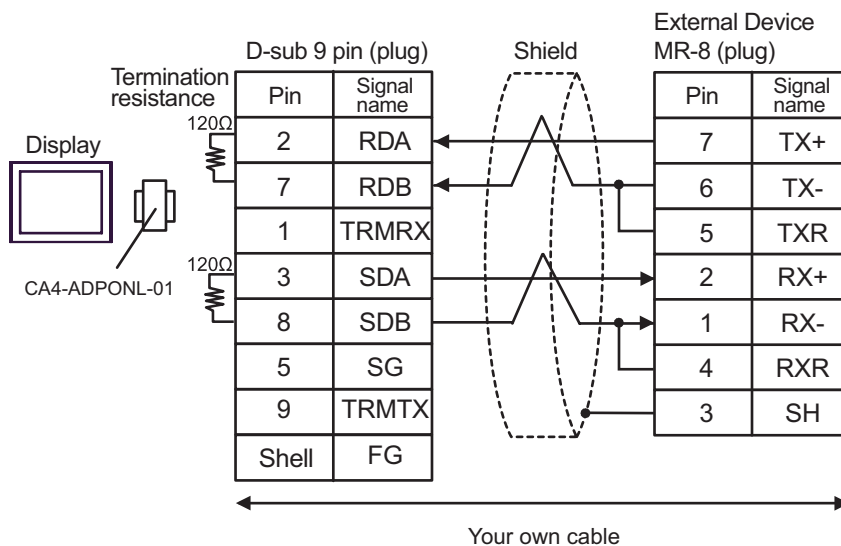 External Device
D-sub 9 pin (plug)
Shield
MR-8 (plug)
Termination
resistance
Pin
Signal
name
Pin
Signal
name
120Ω
2
RDA
7
TX+
Display
7
RDB
6
TX-
1
TRMRX
5
TXR
120Ω
3
SDA
2
RX+
CA4-ADPONL-01
8
SDB
1
RX-
5
SG
4
RXR
9
TRMTX
3
SH
Shell
FG
Your own cable